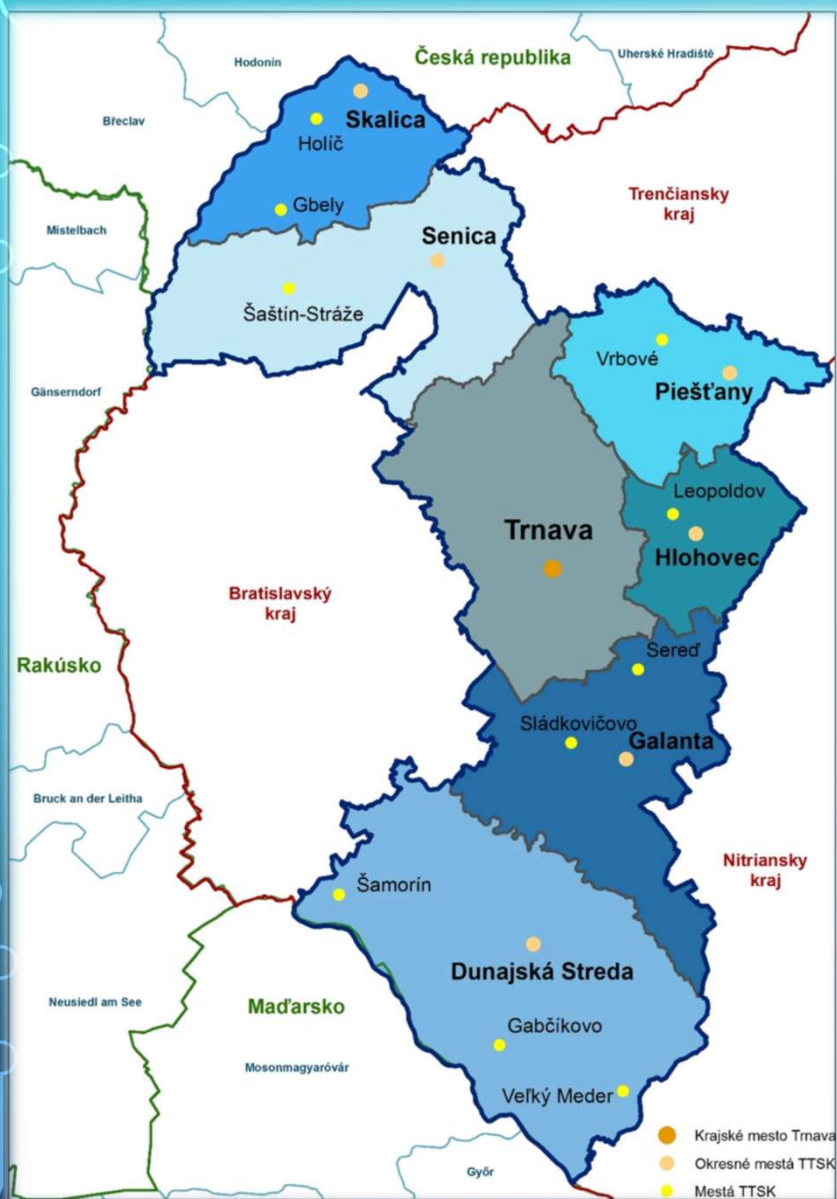 Česká republika
Hodonín
Uherské Hradiště
Břeclav
Skalica
Holíč
Gbely
Trenčiansky
kraj
Mistelbach
Senica
Šaštín-Stráže
Vrbové
Piešťany
Gänserndorf
Leopoldov
Hlohovec
Trnava
Bratislavský
kraj
Rakúsko
Sereď
Sládkovičovo
Galanta
Bruck an der Leitha
Nitriansky
kraj
Šamorín
Dunajská Streda
Neusiedl am See
Maďarsko
Gabčíkovo
Mosonmagyaróvár
Veľký Meder
Győr
Krajské mesto Trnava
Okresné mestá TTSK
Mestá TTSK